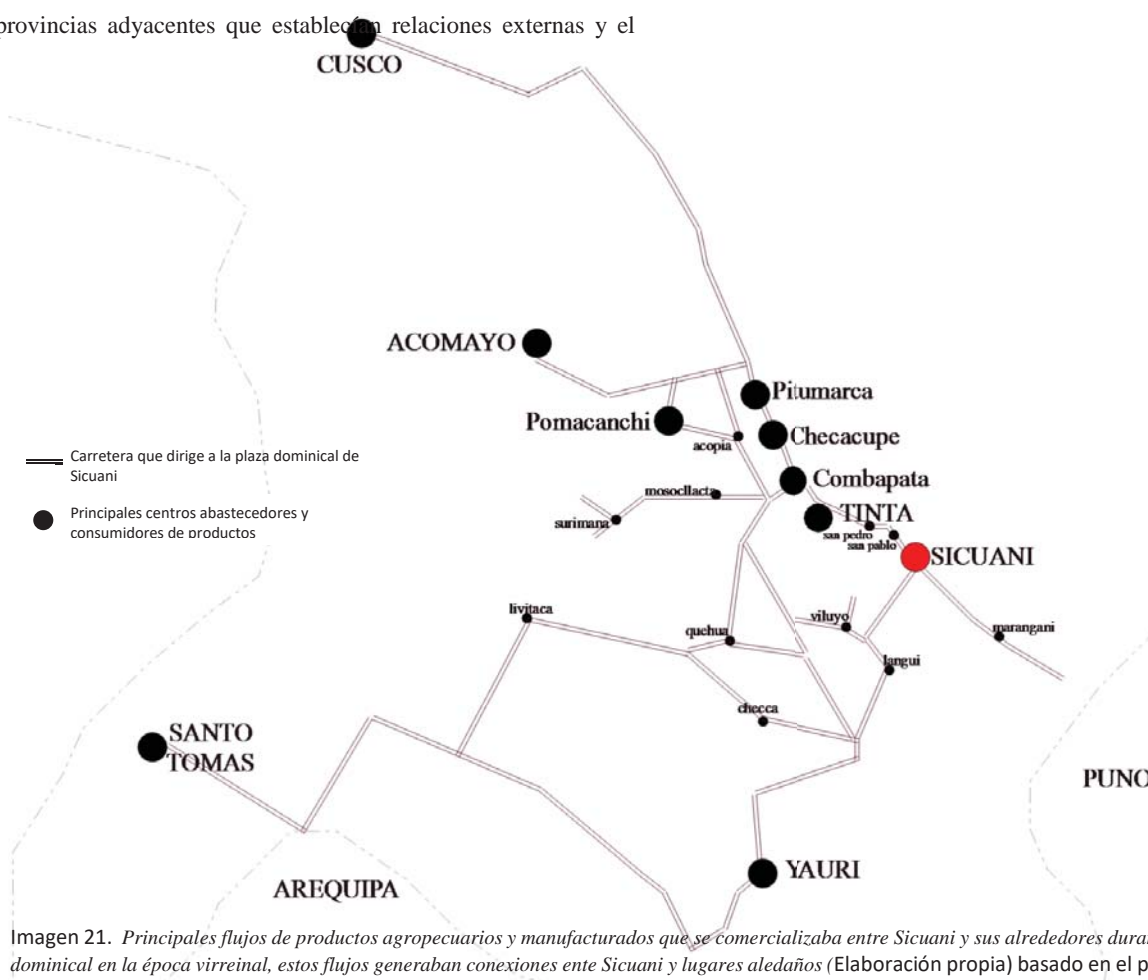 provincias adyacentes que establecían relaciones externas y el
CUSCO
ACOMAYO
Pitumarca
Pomacanchi
Checacupe
acopia
Carretera que dirige a la plaza dominical de
Sicuani
Combapata
mosocllacta
Principales centros abastecedores y
consumidores de productos
surimana
TINTA
san pedro
san pablo
SICUANI
livitaca
viluyo
quehua
marangani
langui
checca
SANTO
TOMAS
PUNO
YAURI
AREQUIPA
Imagen 21. Principales flujos de productos agropecuarios y manufacturados que se comercializaba entre Sicuani y sus alrededores dura
dominical en la época virreinal, estos flujos generaban conexiones ente Sicuani y lugares aledaños (Elaboración propia) basado en el p